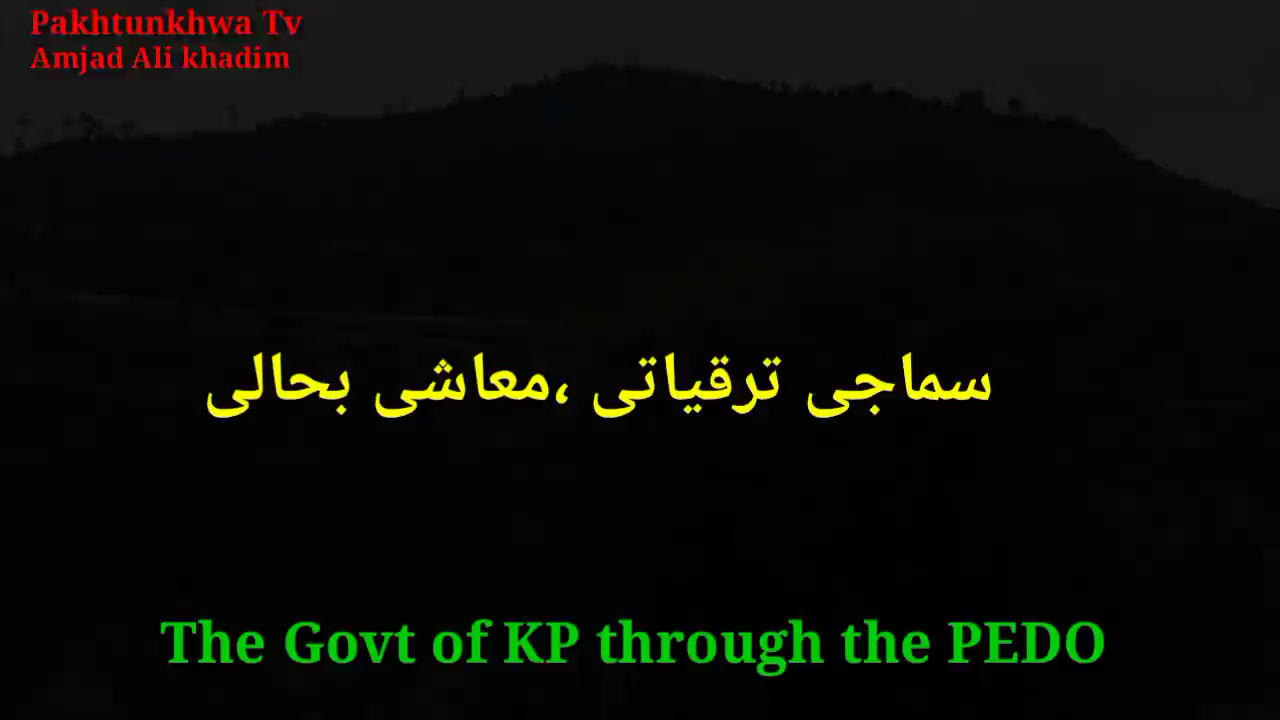 Pakhtunkhwa Tv
Amjad Ali khadim
سماجی ترقیاتی ،معاشی بحالی
The Govt of KP through the PEDO